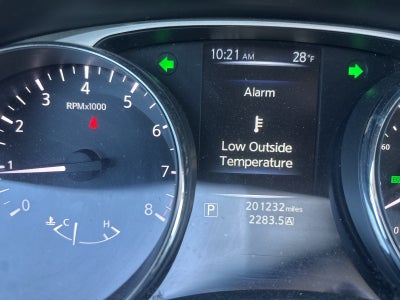 10:21 AM 28°F
Alarm
Low Outside
Temperature
RPMx1000
0
1
2
3
4
5
6
7
8
C H
P
201232 miles
2283.5 A
60
0